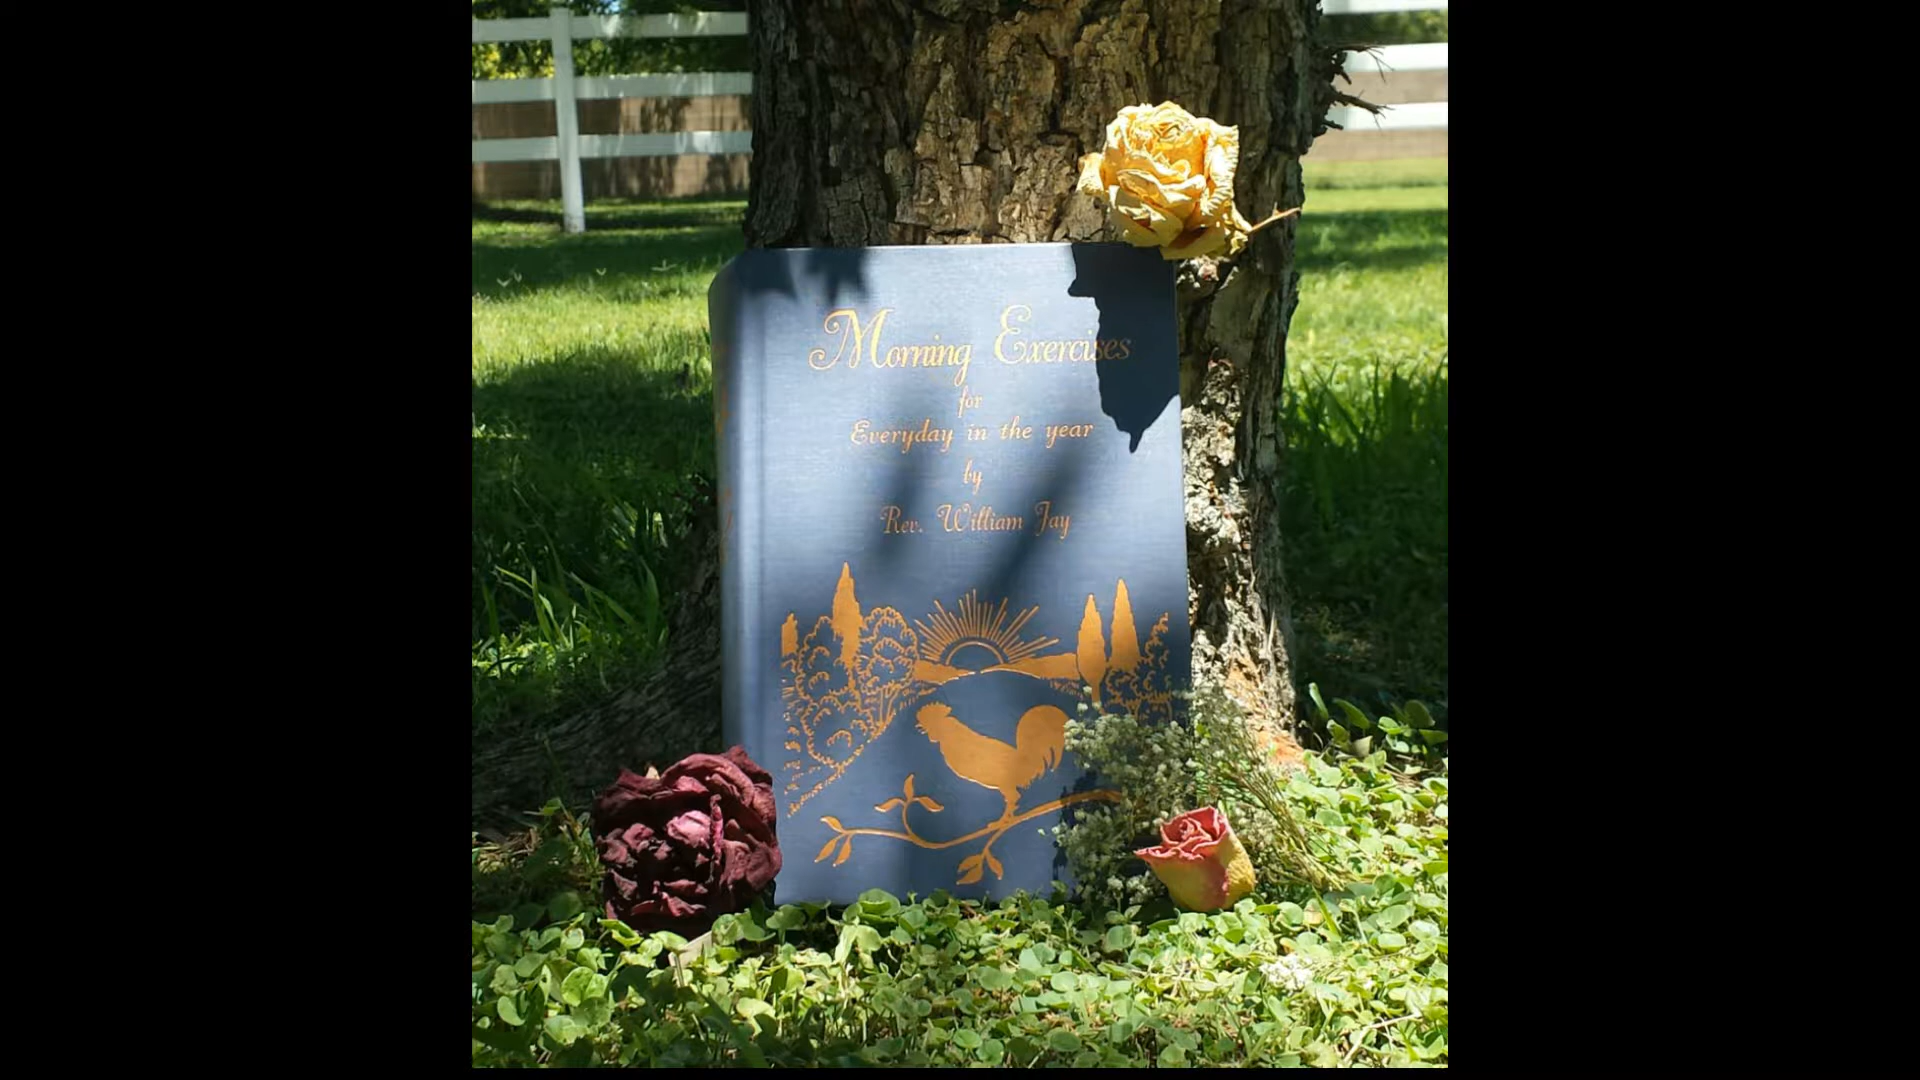 Morning Exercises
for
Everyday in the year
by
Rev. William Jay